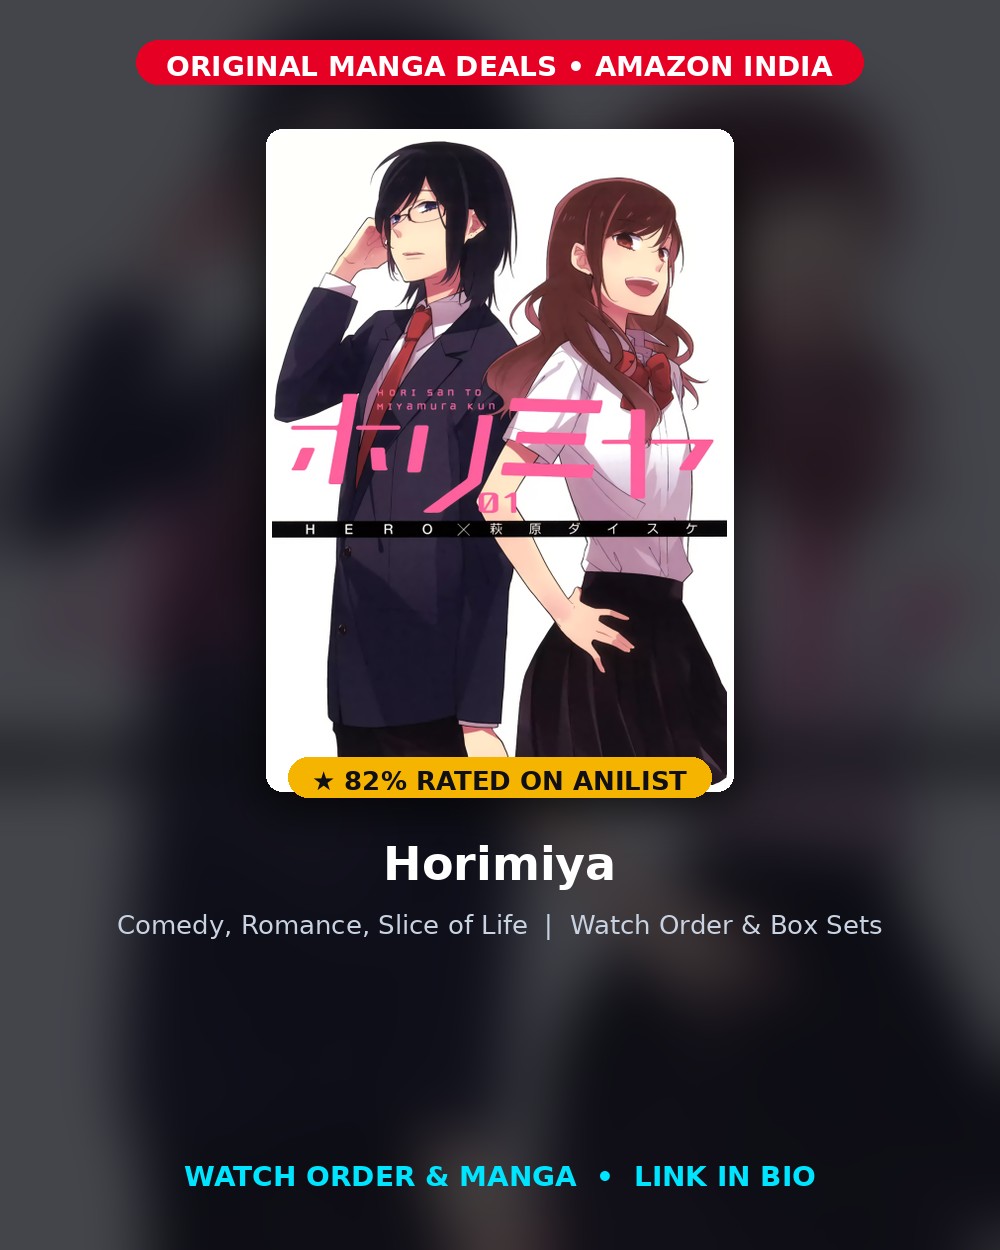 ORIGINAL MANGA DEALS • AMAZON INDIA
HORI san TO
MIYamura Kun
ホリミヤ
01
HERO×萩原ダイスケ
★ 82% RATED ON ANILIST
Horimiya
Comedy, Romance, Slice of Life | Watch Order & Box Sets
WATCH ORDER & MANGA • LINK IN BIO